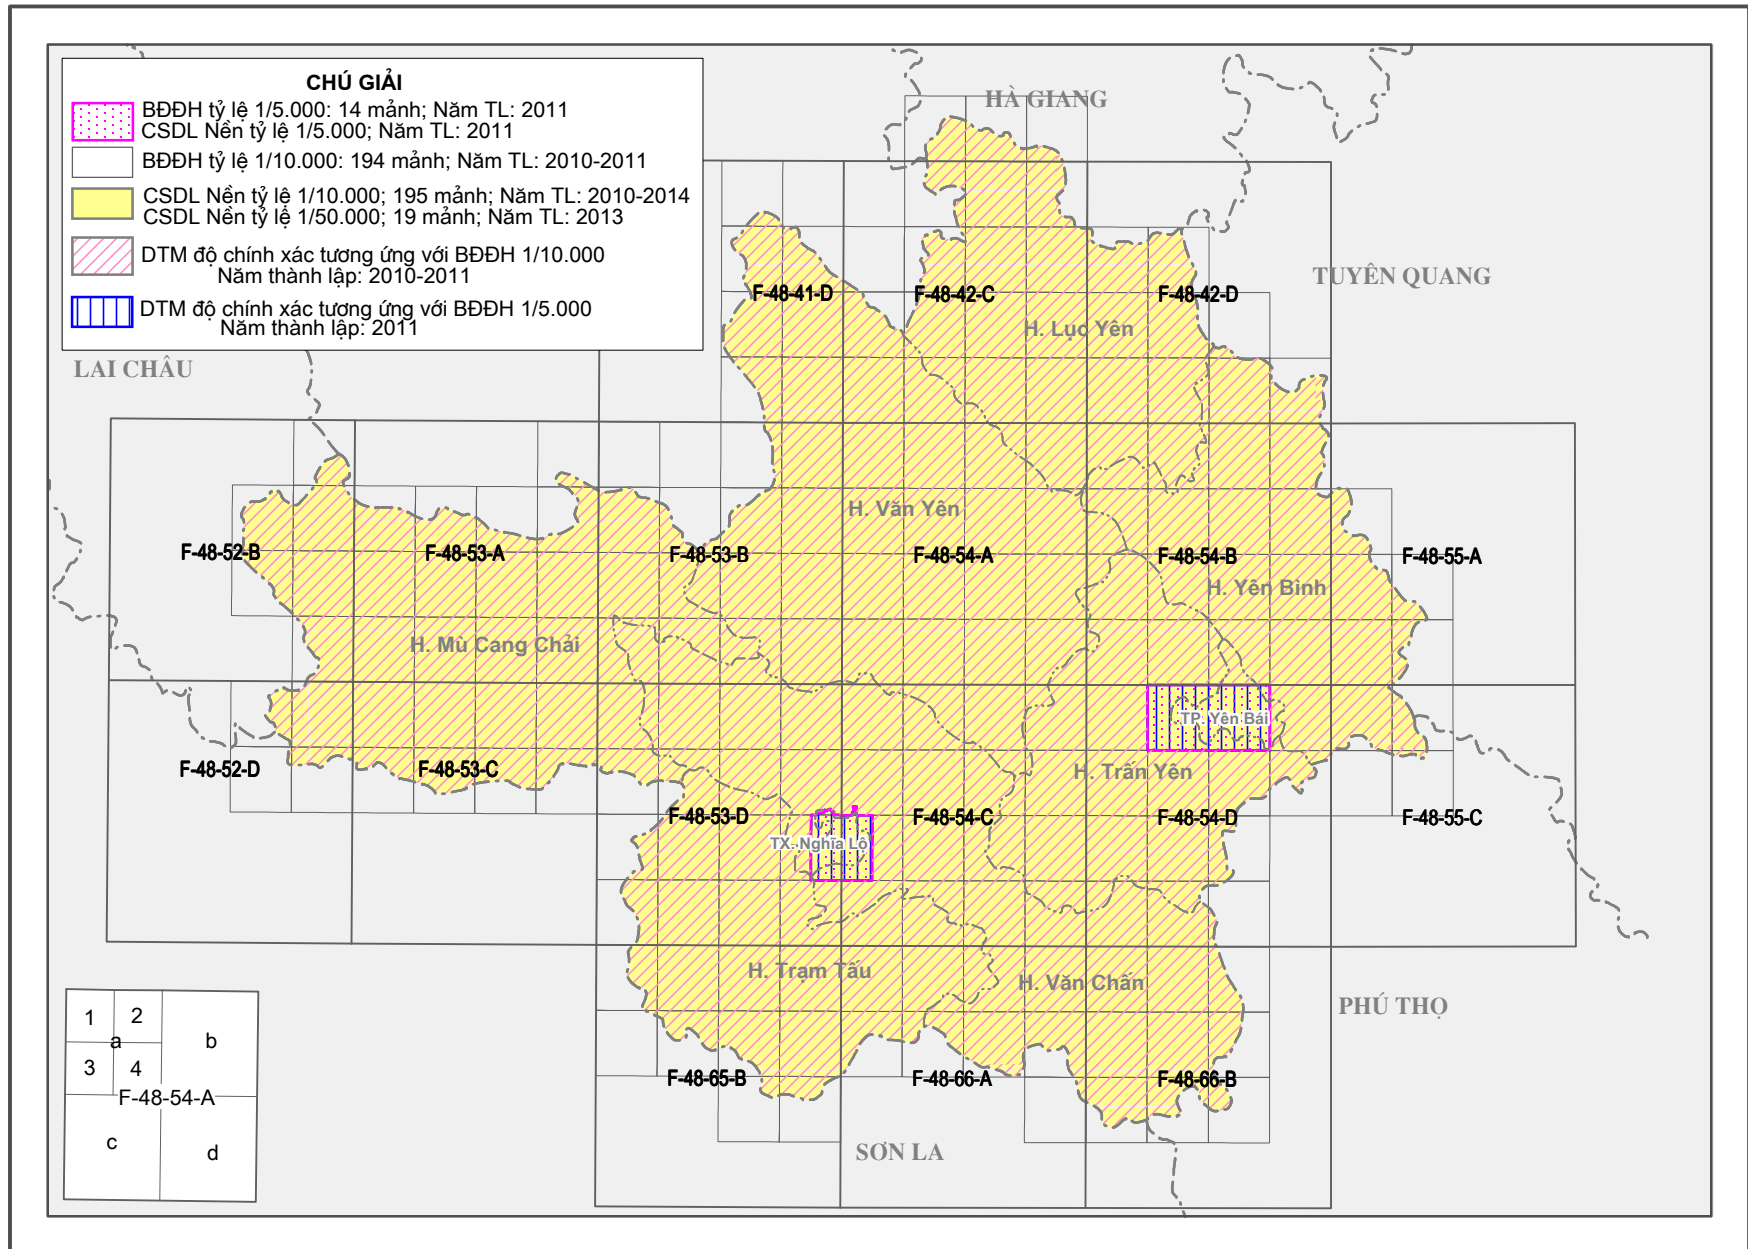 CHÚ GIẢI
BĐĐH tỷ lệ 1/5.000: 14 mảnh; Năm TL: 2011
CSDL Nền tỷ lệ 1/5.000; Năm TL: 2011
BĐĐH tỷ lệ 1/10.000: 194 mảnh; Năm TL: 2010-2011
CSDL Nền tỷ lệ 1/10.000; 195 mảnh; Năm TL: 2010-2014
CSDL Nền tỷ lệ 1/50.000; 19 mảnh; Năm TL: 2013
DTM độ chính xác tương ứng với BĐĐH 1/10.000
Năm thành lập: 2010-2011
DTM độ chính xác tương ứng với BĐĐH 1/5.000
Năm thành lập: 2011
HÀ GIANG
TUYÊN QUANG
LAI CHÂU
F-48-41-D
F-48-42-C
F-48-42-D
H. Lục Yên
H. Văn Yên
F-48-52-B
F-48-53-A
F-48-53-B
F-48-54-A
F-48-54-B
F-48-55-A
H. Yên Bình
H. Mù Cang Chải
TP. Yên Bái
F-48-52-D
F-48-53-C
H. Trấn Yên
F-48-53-D
F-48-54-C
F-48-54-D
F-48-55-C
TX. Nghĩa Lộ
H. Trạm Tấu
H. Văn Chấn
PHÚ THỌ
F-48-65-B
F-48-66-A
F-48-66-B
SƠN LA
1
2
a
b
3
4
F-48-54-A
c
d